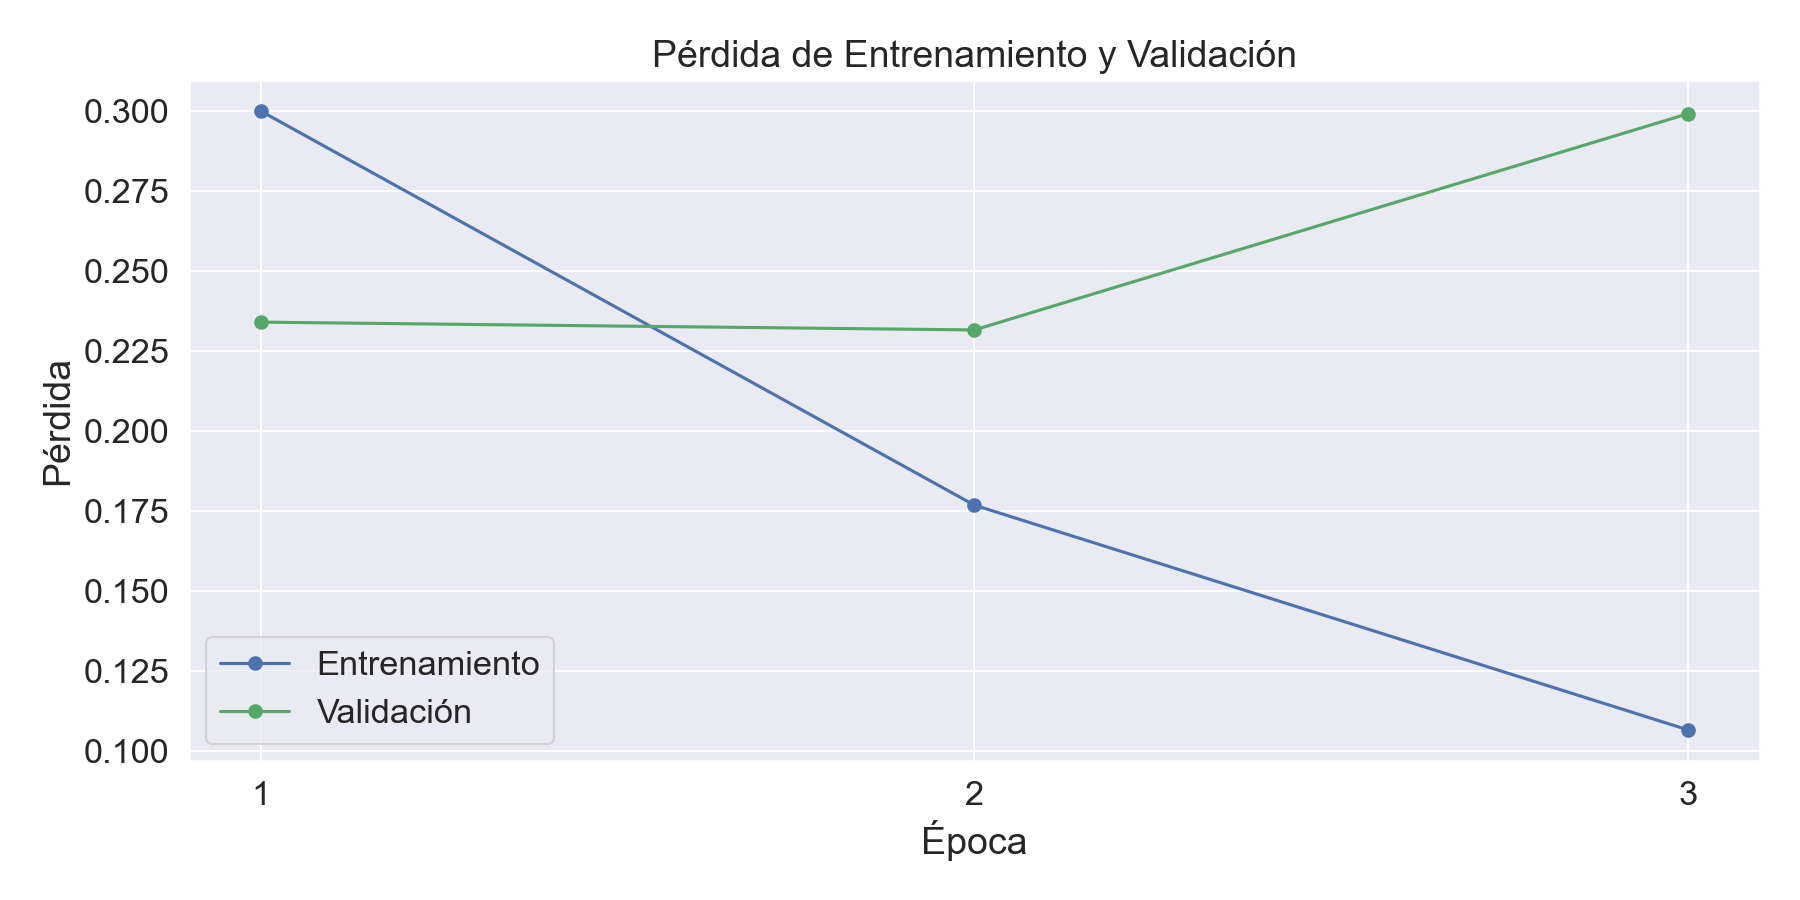 Pérdida de Entrenamiento y Validación
0.300
0.275
0.250
0.225
0.200
0.175
0.150
0.125
0.100
Pérdida
Entrenamiento
Validación
1 2 3
Época